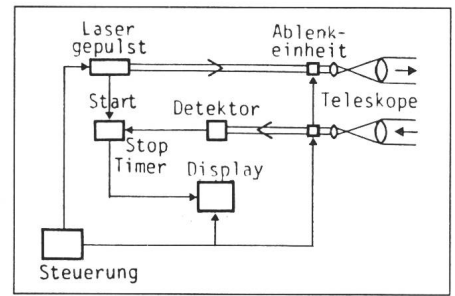 Laser
gepulst
Ablenk-
einheit
Start
Detektor
Teleskope
Stop
Timer
Display
Steuerung